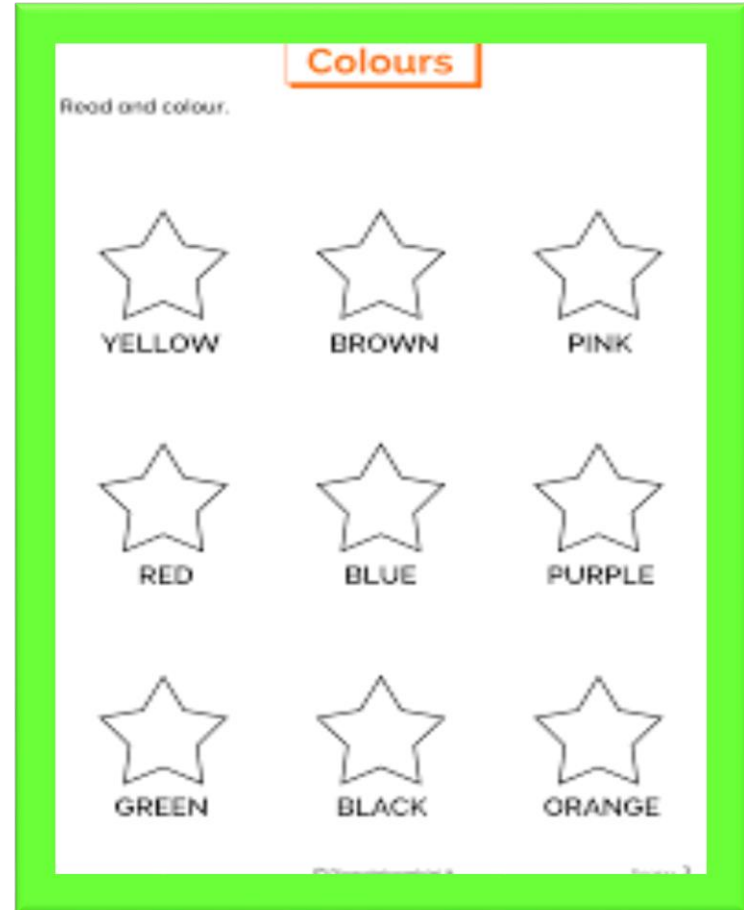 Colours
Read and colour.
YELLOW BROWN PINK
RED BLUE PURPLE
GREEN BLACK ORANGE